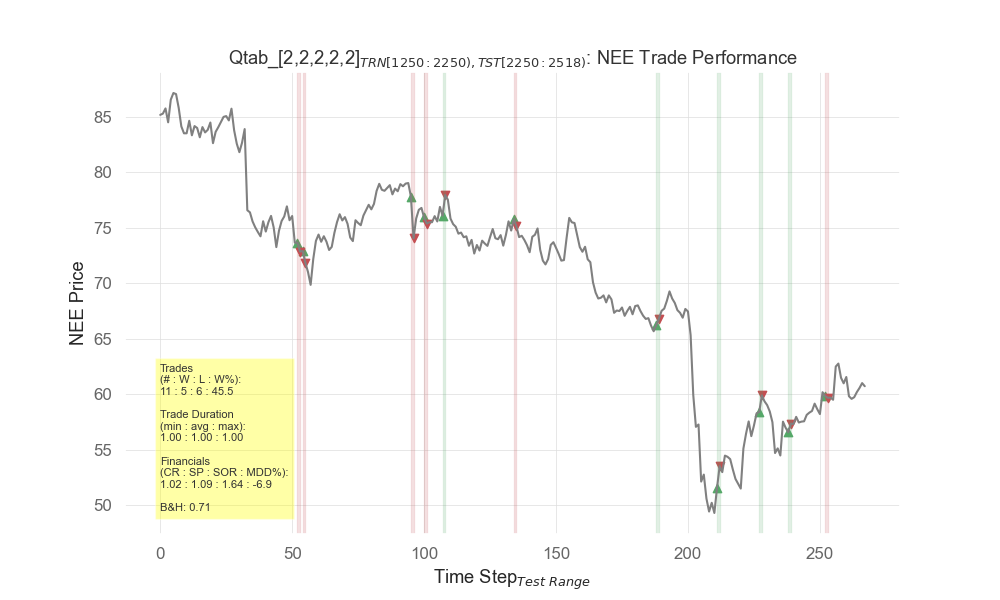 Qtab_[2,2,2,2,2]TRN[1250:2250),TST[2250:2518): NEE Trade Performance
NEE Price
85
80
75
70
65
60
55
50
Trades
(# : W : L : W%):
11 : 5 : 6 : 45.5
Trade Duration
(min : avg : max):
1.00 : 1.00 : 1.00
Financials
(CR : SP : SOR : MDD%):
1.02 : 1.09 : 1.64 : -6.9
B&H: 0.71
0 50 100 150 200 250
Time StepTest Range